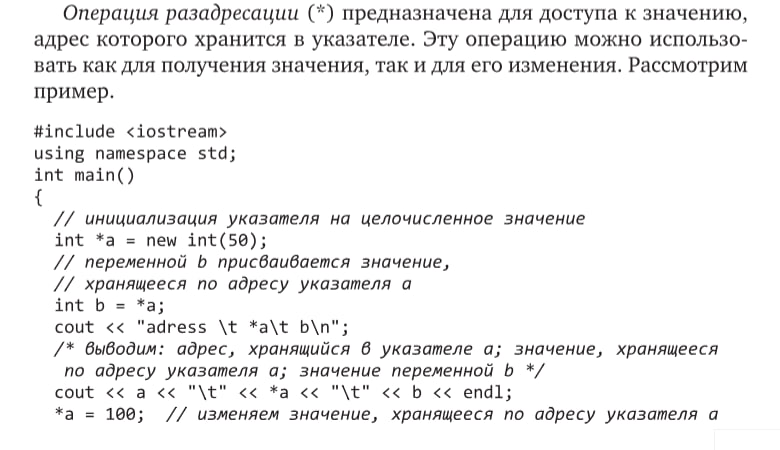 Операция разадресации (*) предназначена для доступа к значению,
адрес которого хранится в указателе. Эту операцию можно использо-
вать как для получения значения, так и для его изменения. Рассмотрим
пример.
#include <iostream>
using namespace std;
int main()
{
// инициализация указателя на целочисленное значение
int *a = new int(50);
// переменной b присваивается значение,
// хранящееся по адресу указателя a
int b = *a;
cout << "adress \t *a\t b\n";
/* выводим: адрес, хранящийся в указателе a; значение, хранящееся
по адресу указателя a; значение переменной b */
cout << a << "\t" << *a << "\t" << b << endl;
*a = 100;  // изменяем значение, хранящееся по адресу указателя a